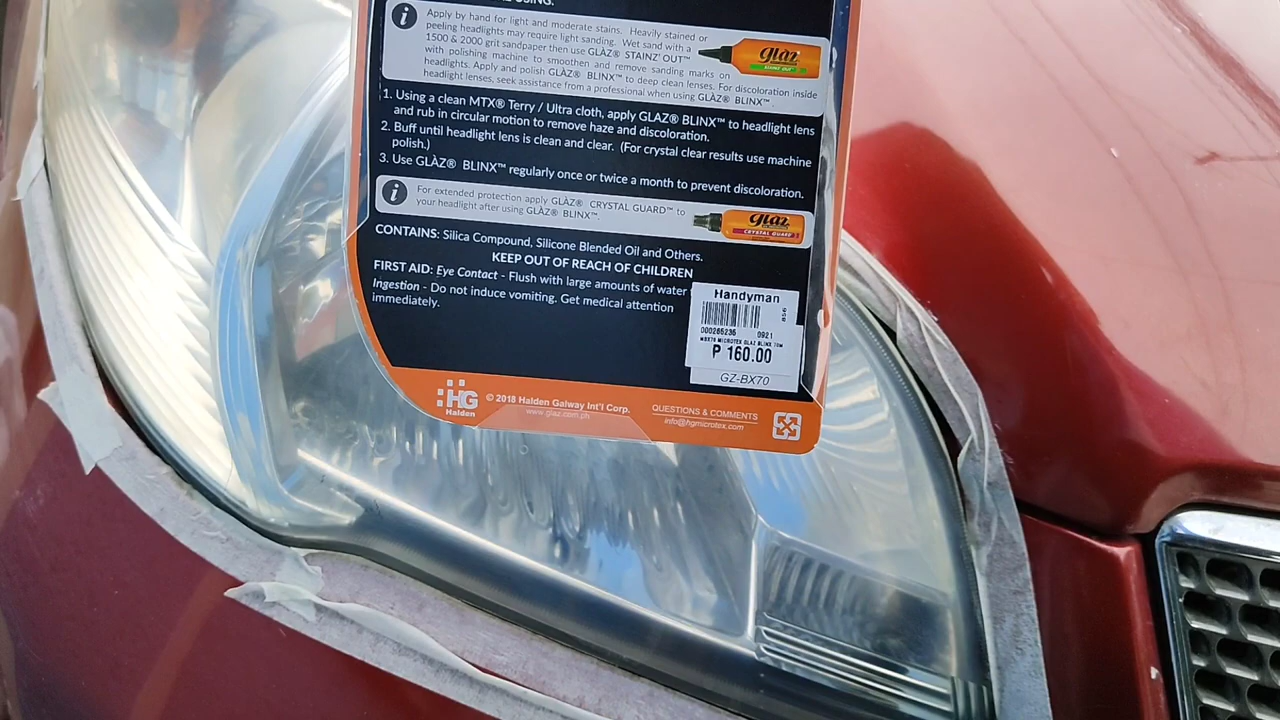 USING:
Apply by hand for light and moderate stains. Heavily stained or
peeling headlights may require light sanding. Wet sand with a
1500 & 2000 grit sandpaper then use GLÀZ® STAINZ' OUT™
with polishing machine to smoothen and remove sanding marks on
headlights. Apply and polish GLÀZ® BLINX™ to deep clean lenses. For discoloration inside
headlight lenses, seek assistance from a professional when using GLÀZ® BLINX™.
glàz
STAINZ' OUT
1. Using a clean MTX® Terry / Ultra cloth, apply GLAZ® BLINX™ to headlight lens
and rub in circular motion to remove haze and discoloration.
2. Buff until headlight lens is clean and clear. (For crystal clear results use machine
polish.)
3. Use GLÀZ® BLINX™ regularly once or twice a month to prevent discoloration.
For extended protection apply GLÀZ® CRYSTAL GUARD™ to
your headlight after using GLÀZ® BLINX™.
glàz
CRYSTAL GUARD
CONTAINS: Silica Compound, Silicone Blended Oil and Others.
KEEP OUT OF REACH OF CHILDREN
FIRST AID: Eye Contact - Flush with large amounts of water
Ingestion - Do not induce vomiting. Get medical attention
immediately.
Handyman
856
000265236 0921
MBX70 MICROTEX GLAZ BLINX 70M
P 160.00
GZ-BX70
HG
Halden
© 2018 Halden Galway Int'l Corp.
www.glaz.com.ph
QUESTIONS & COMMENTS
info@hgmicrotex.com